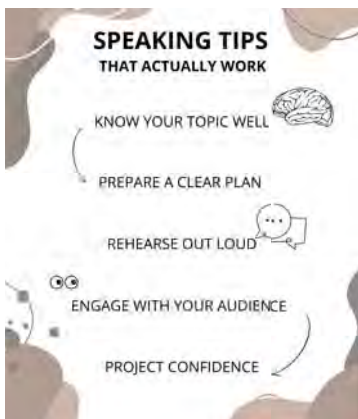 SPEAKING TIPS
THAT ACTUALLY WORK
KNOW YOUR TOPIC WELL
PREPARE A CLEAR PLAN
REHEARSE OUT LOUD
ENGAGE WITH YOUR AUDIENCE
PROJECT CONFIDENCE